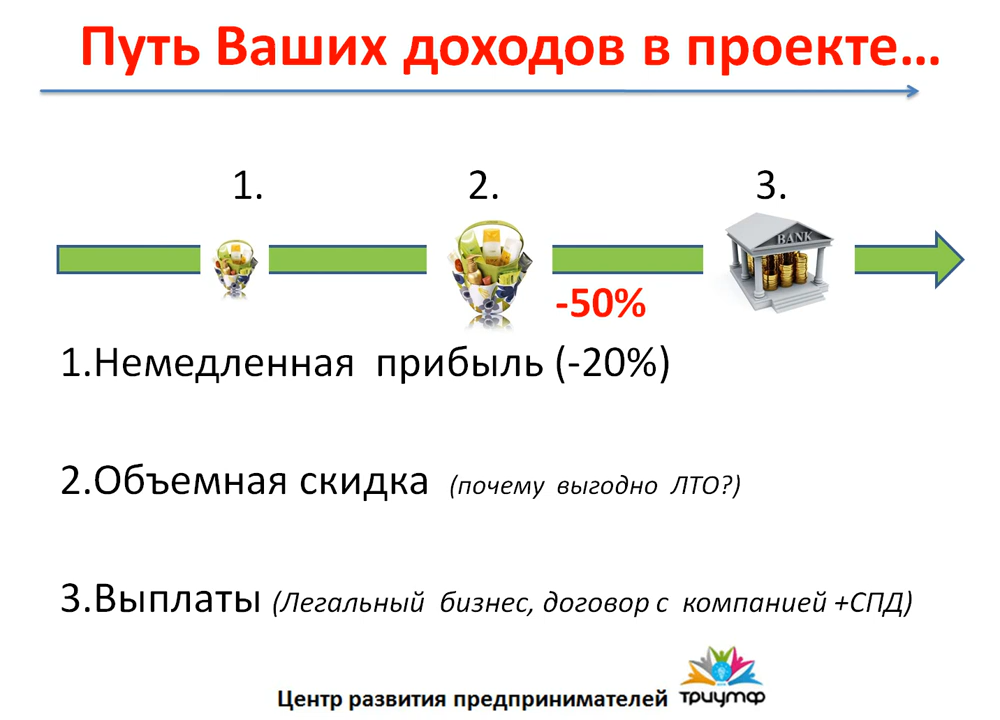 Путь Ваших доходов в проекте...
1. 2. 3.
BANK
-50%
1.Немедленная прибыль (-20%)
2.Объемная скидка (почему выгодно ЛТО?)
3.Выплаты (Легальный бизнес, договор с компанией +СПД)
Центр развития предпринимателей триумф